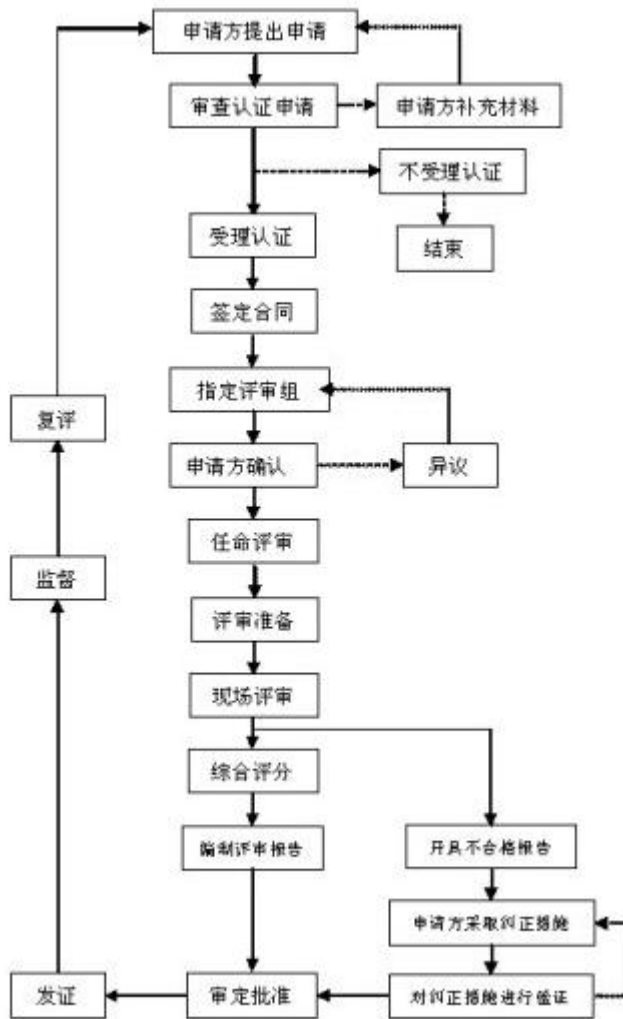 申请方提出申请
审查认证申请
申请方补充材料
不受理认证
受理认证
结束
签定合同
指定评审组
复评
申请方确认
异议
任命评审
监督
评审准备
现场评审
综合评分
编制评审报告
开具不合格报告
申请方采取纠正措施
发证
审定批准
对纠正措施进行验证